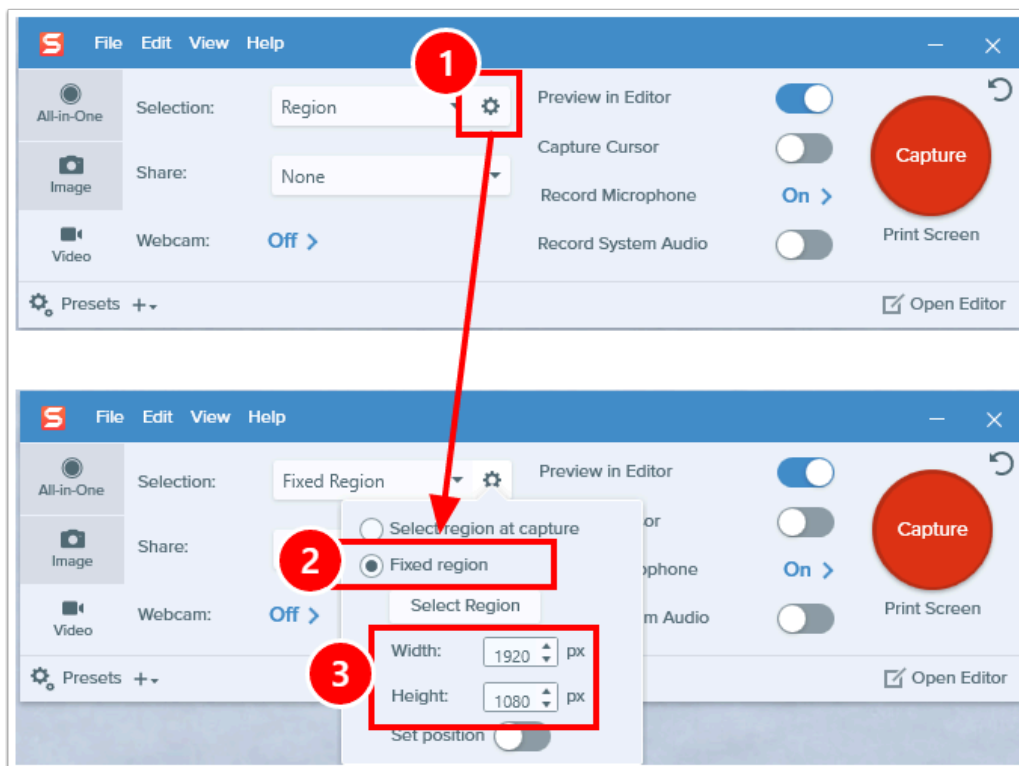 S File Edit View Help
1
All-in-One
Selection: Region
Preview in Editor
Capture Cursor
Capture
Image
Share: None
Record Microphone On >
Video
Webcam: Off >
Record System Audio
Print Screen
Presets +
Open Editor
S File Edit View Help
All-in-One
Selection: Fixed Region
Preview in Editor
Select region at capture
or
Capture
Image
Share:
2
Fixed region
ophone On >
Select Region
Video
Webcam: Off >
m Audio
Print Screen
3
Width: 1920 px
Presets +
Open Editor
Height: 1080 px
Set position